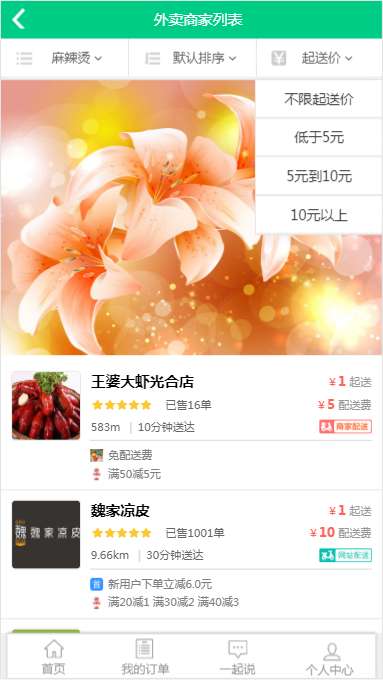 外卖商家列表
麻辣烫 默认排序 ¥ 起送价
不限起送价
低于5元
5元到10元
10元以上
王婆大虾光合店 ¥1 起送
已售16单 ¥5 配送费
583m | 10分钟送达 商家配送
免配送费
满50减5元
魏 魏家凉皮
魏家凉皮 ¥1 起送
已售1001单 ¥10 配送费
9.66km | 30分钟送达 网站配送
首 新用户下单立减6.0元
满20减1 满30减2 满40减3
首页 我的订单 一起说 个人中心